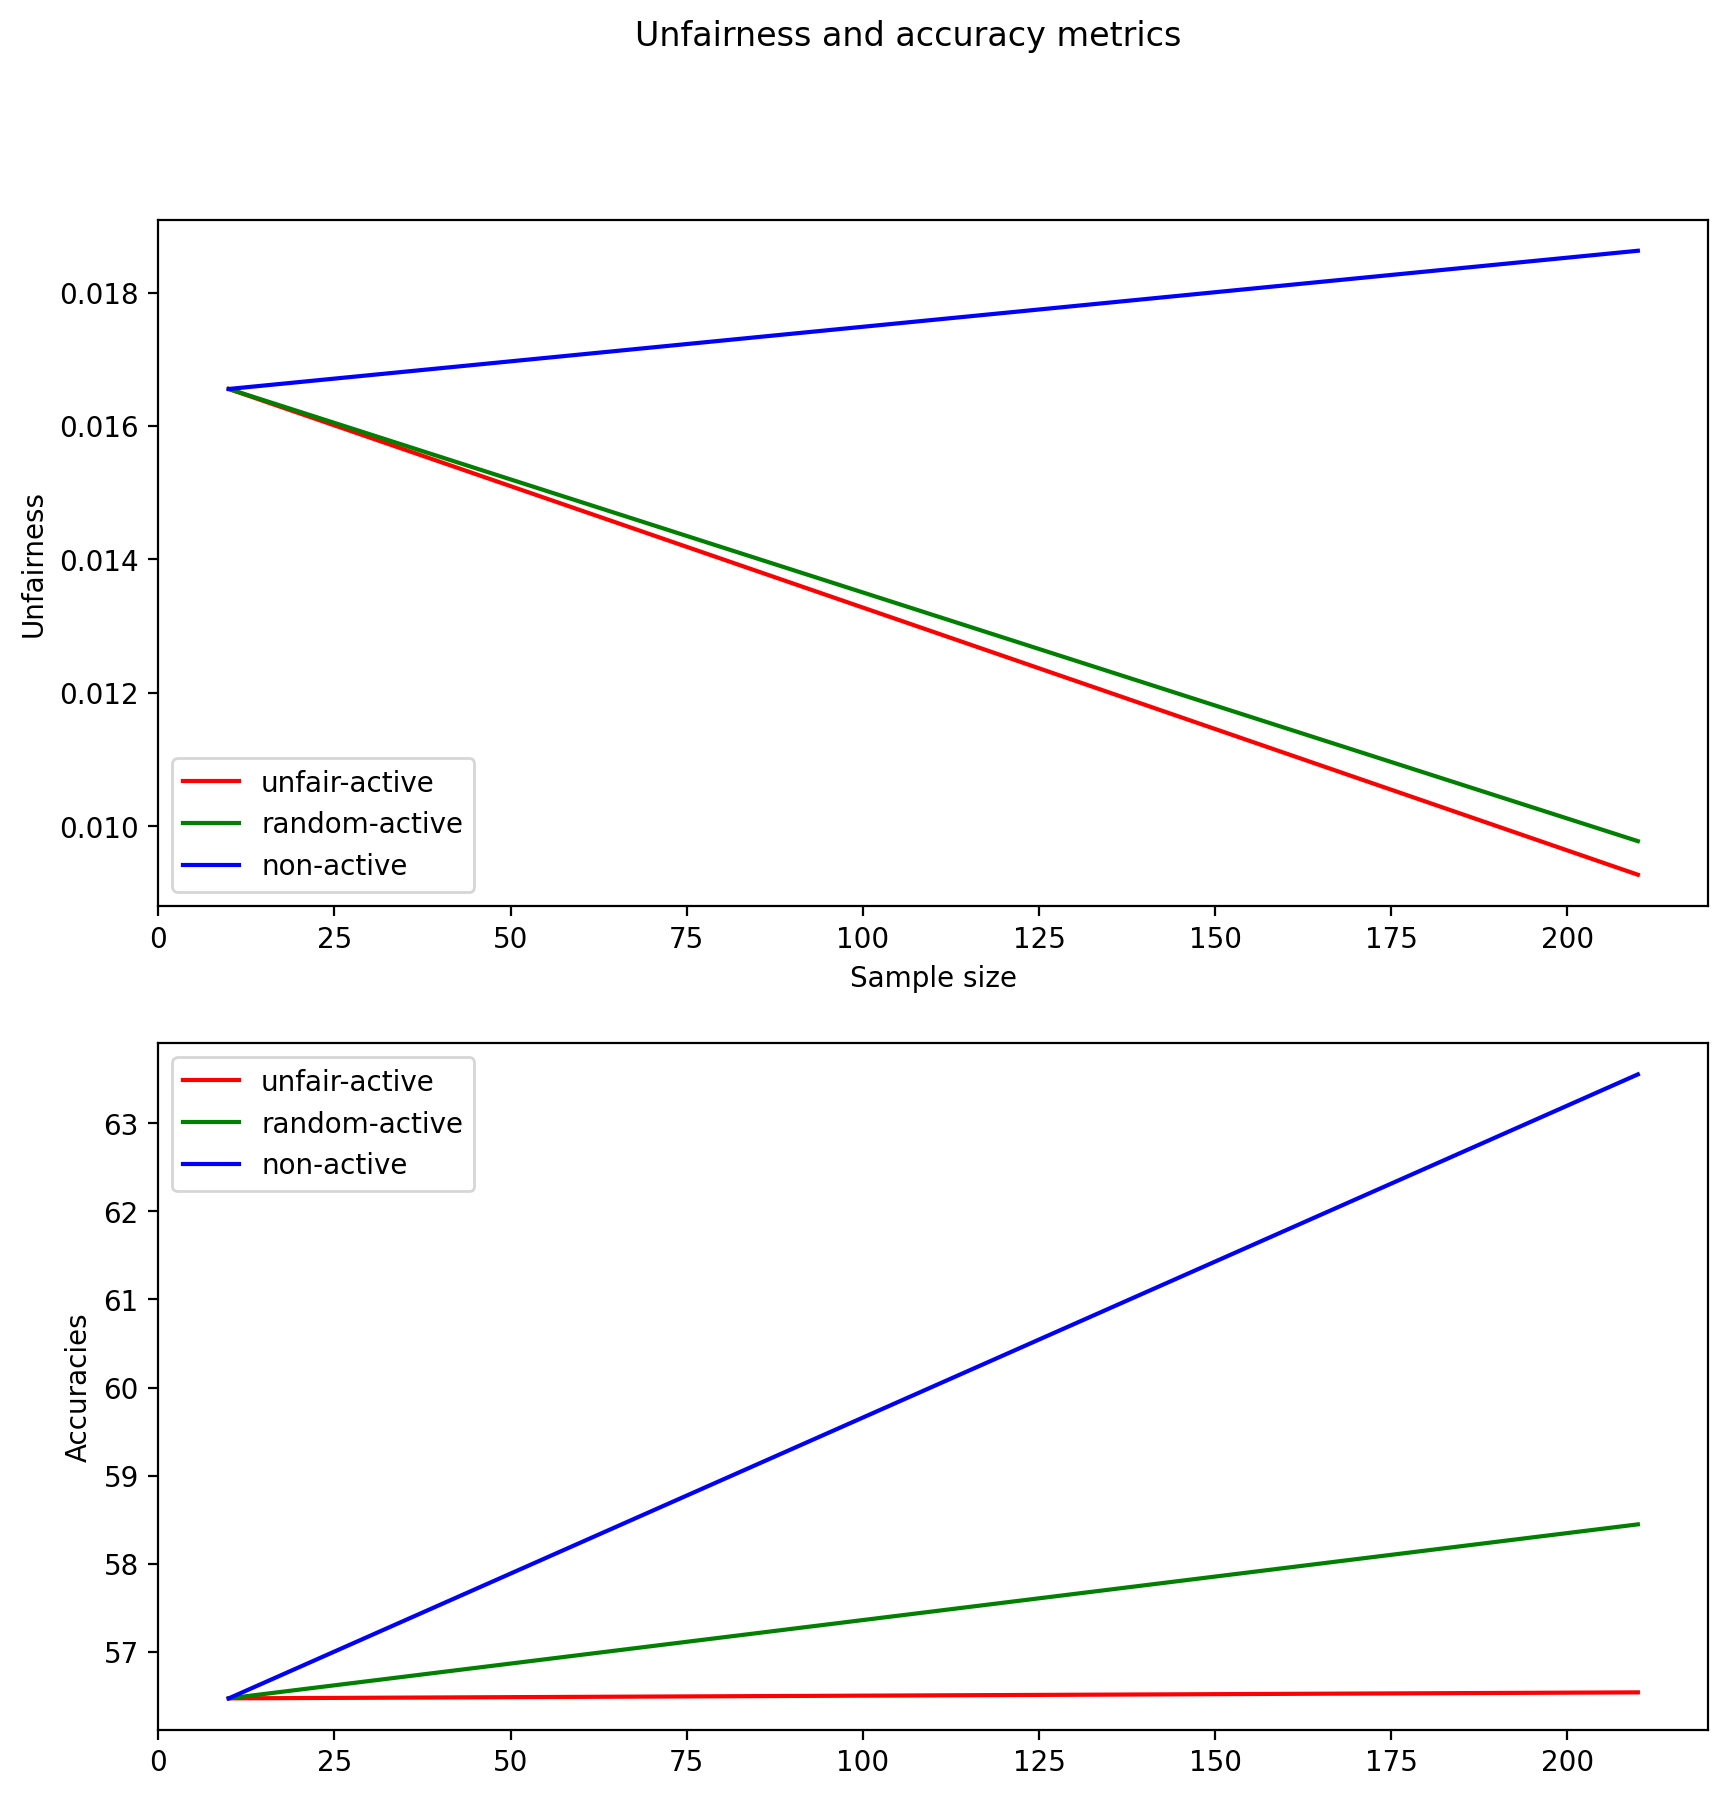 Unfairness and accuracy metrics
0.018
0.016
0.014
0.012
0.010
Unfairness
unfair-active
random-active
non-active
0 25 50 75 100 125 150 175 200
Sample size
63
62
61
60
59
58
57
Accuracies
unfair-active
random-active
non-active
0 25 50 75 100 125 150 175 200